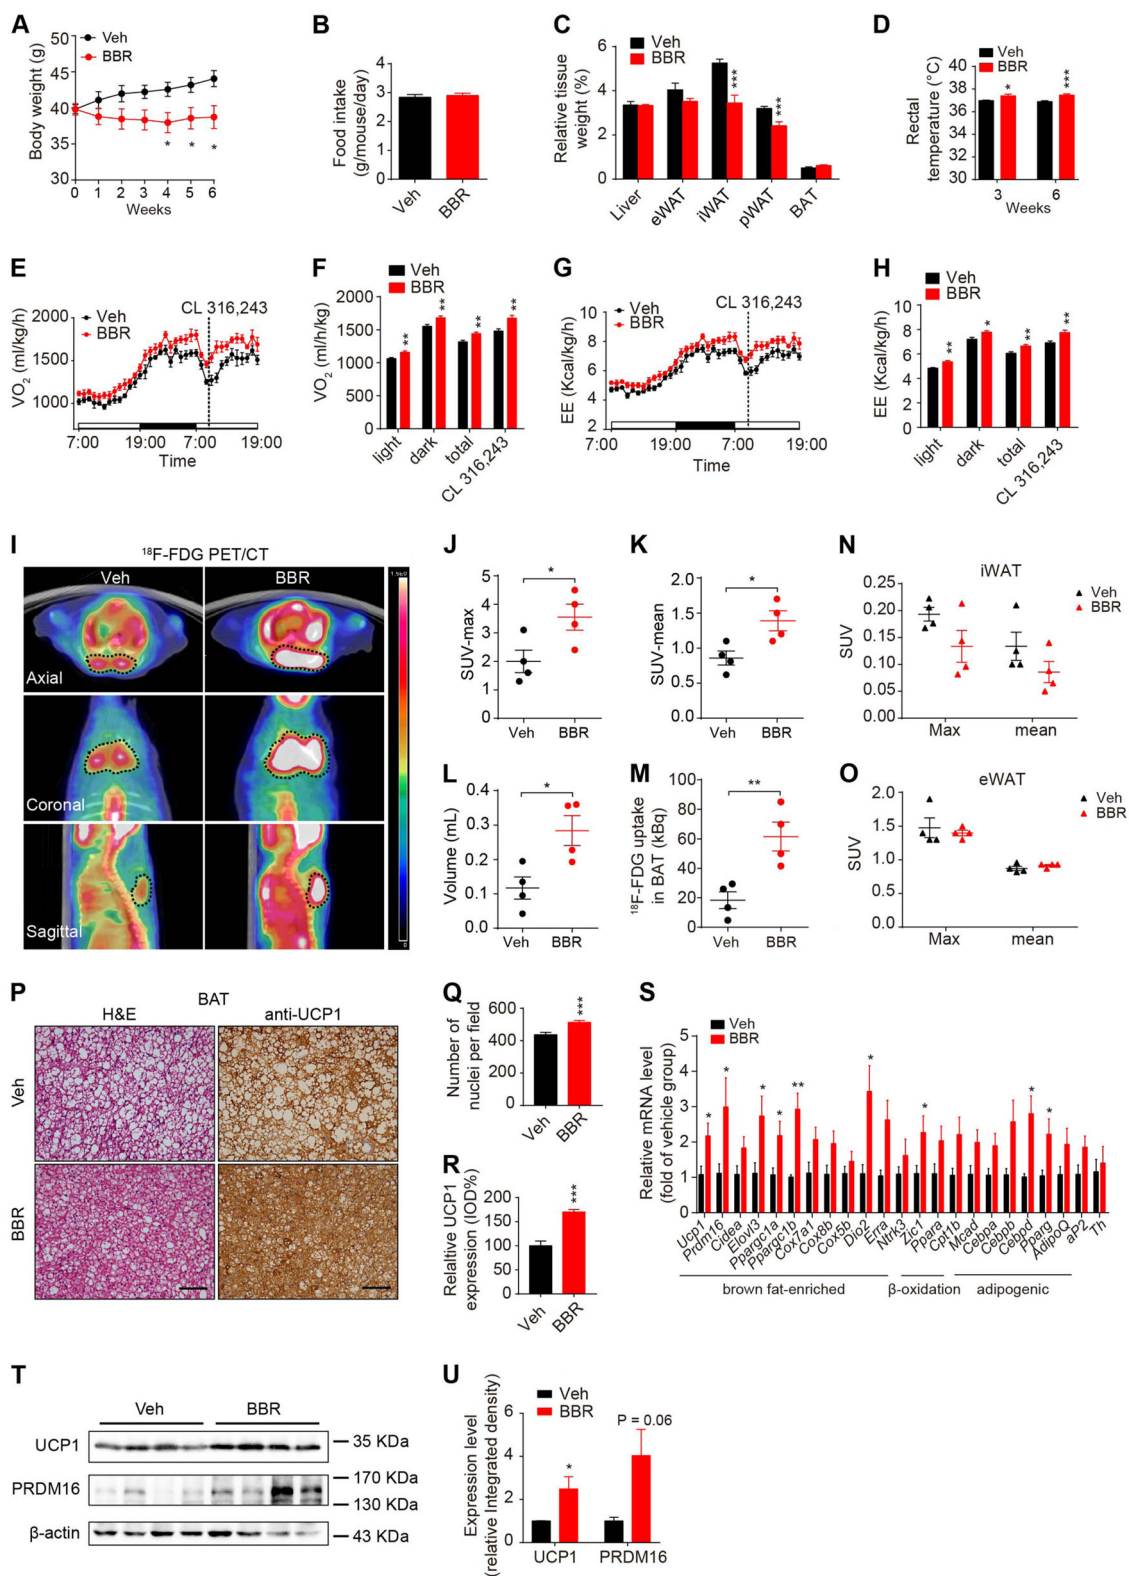 A
Veh
BBR
Body weight (g)
50
45
40
35
30
0 1 2 3 4 5 6
* * *
Weeks
B
Food intake
(g/mouse/day)
4
3
2
1
0
Veh
BBR
C
Veh
BBR
Relative tissue
weight (%)
6
4
2
0
***
***
Liver
eWAT
iWAT
pWAT
BAT
D
Veh
BBR
Rectal
temperature (°C)
40
38
36
34
32
30
*
***
3 6
Weeks
E
Veh
BBR
CL 316,243
VO2 (ml/kg/h)
2000
1500
1000
7:00 19:00 7:00 19:00
Time
F
Veh
BBR
VO2 (ml/h/kg)
2000
1500
1000
500
0
**
**
**
**
light
dark
total
CL 316,243
G
Veh
BBR
CL 316,243
EE (Kcal/kg/h)
10
8
6
4
2
7:00 19:00 7:00 19:00
Time
H
Veh
BBR
EE (Kcal/kg/h)
10
8
6
4
2
0
**
*
**
**
light
dark
total
CL 316,243
I
18F-FDG PET/CT
Veh BBR
Axial
Coronal
Sagittal
0
J
SUV-max
5
4
3
2
1
0
*
Veh BBR
K
SUV-mean
2.0
1.5
1.0
0.5
0.0
*
Veh BBR
L
Volume (mL)
0.4
0.3
0.2
0.1
0.0
*
Veh BBR
M
18F-FDG uptake
in BAT (kBq)
100
80
60
40
20
0
**
Veh BBR
N
iWAT
Veh
BBR
SUV
0.25
0.20
0.15
0.10
0.05
0.00
Max mean
O
eWAT
Veh
BBR
SUV
2.0
1.5
1.0
0.5
0.0
Max mean
P
BAT
H&E anti-UCP1
Veh
BBR
Q
Number of
nuclei per field
600
400
200
0
***
Veh
BBR
R
Relative UCP1
expression (IOD%)
200
150
100
50
0
***
Veh
BBR
S
Veh
BBR
Relative mRNA level
(fold of vehicle group)
5
4
3
2
1
0
* * * * ** * * * *
Ucp1
Prdm16
Cidea
Elovl3
Ppargc1a
Ppargc1b
Cox7a1
Cox8b
Cox5b
Dio2
Erra
Ntrk3
Zic1
Ppara
Cpt1b
Mcad
Cebpa
Cebpb
Cebpd
Pparg
AdipoQ
aP2
Th
brown fat-enriched β-oxidation adipogenic
T
Veh BBR
UCP1
35 KDa
PRDM16
170 KDa
130 KDa
β-actin
43 KDa
U
Veh
BBR
Expression level
(relative Integrated density)
6
4
2
0
*
P = 0.06
UCP1 PRDM16